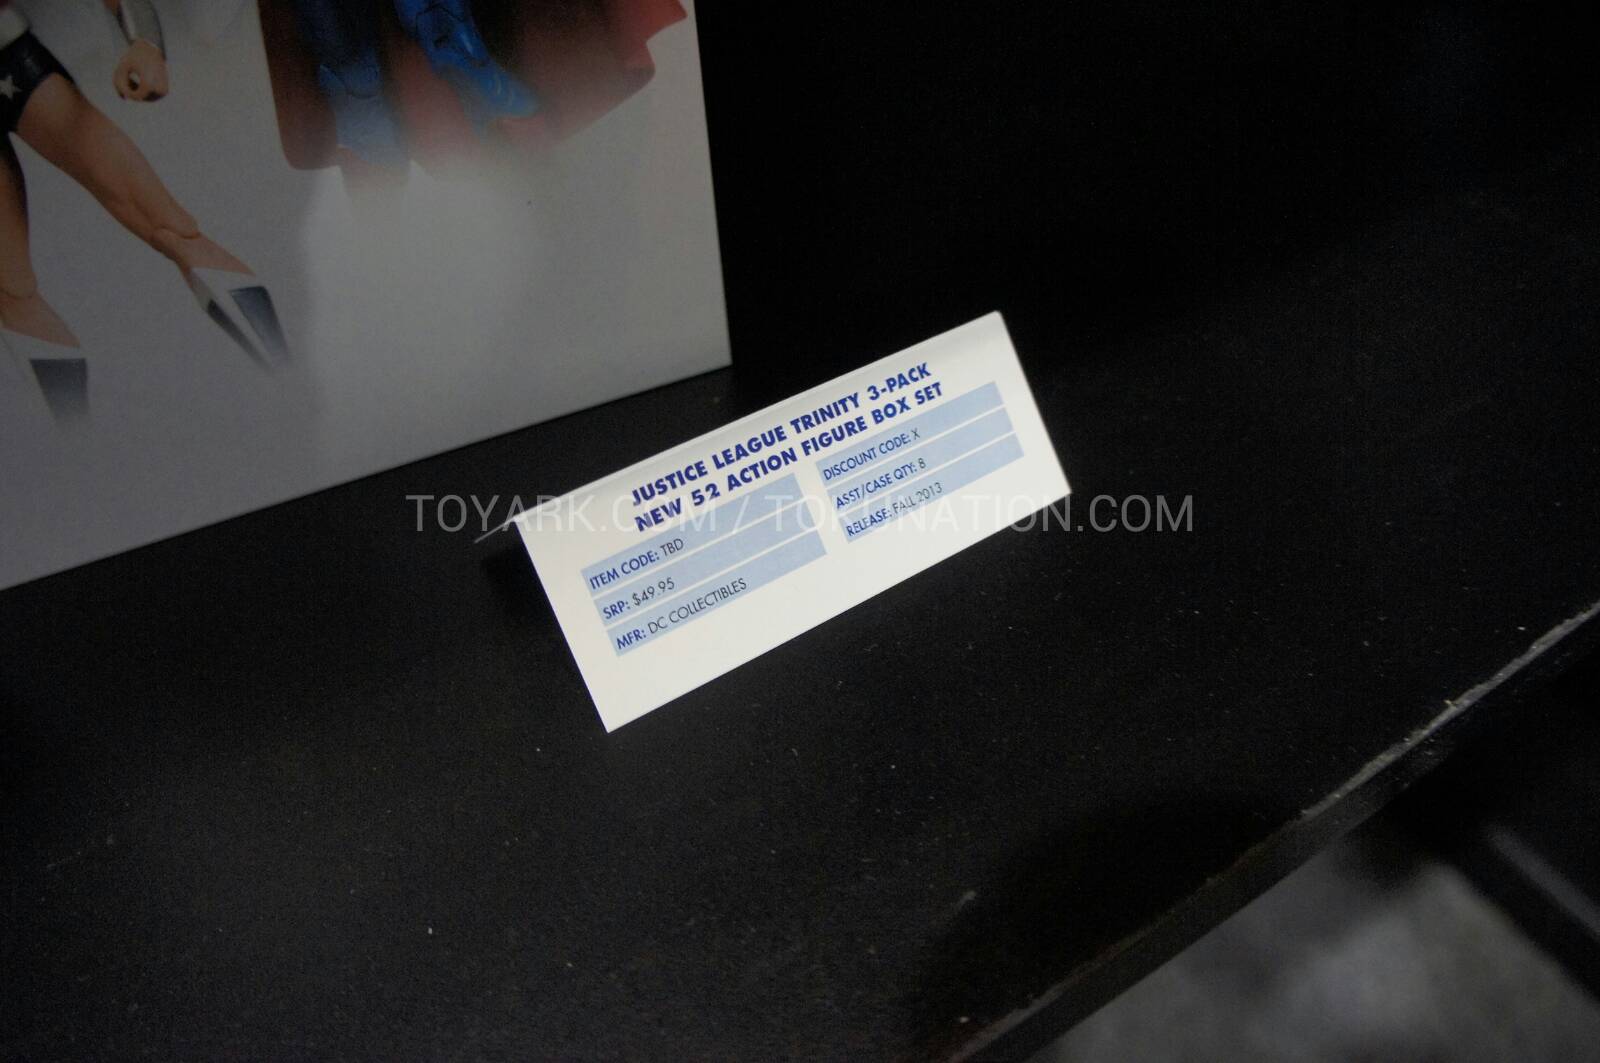 JUSTICE LEAGUE TRINITY 3-PACK
NEW 52 ACTION FIGURE BOX SET
ITEM CODE: TBD
SRP: $49.95
MFR: DC COLLECTIBLES
DISCOUNT CODE: X
ASST/CASE QTY: 8
RELEASE: FALL 2013
TOYARK.COM / TOKUNATION.COM